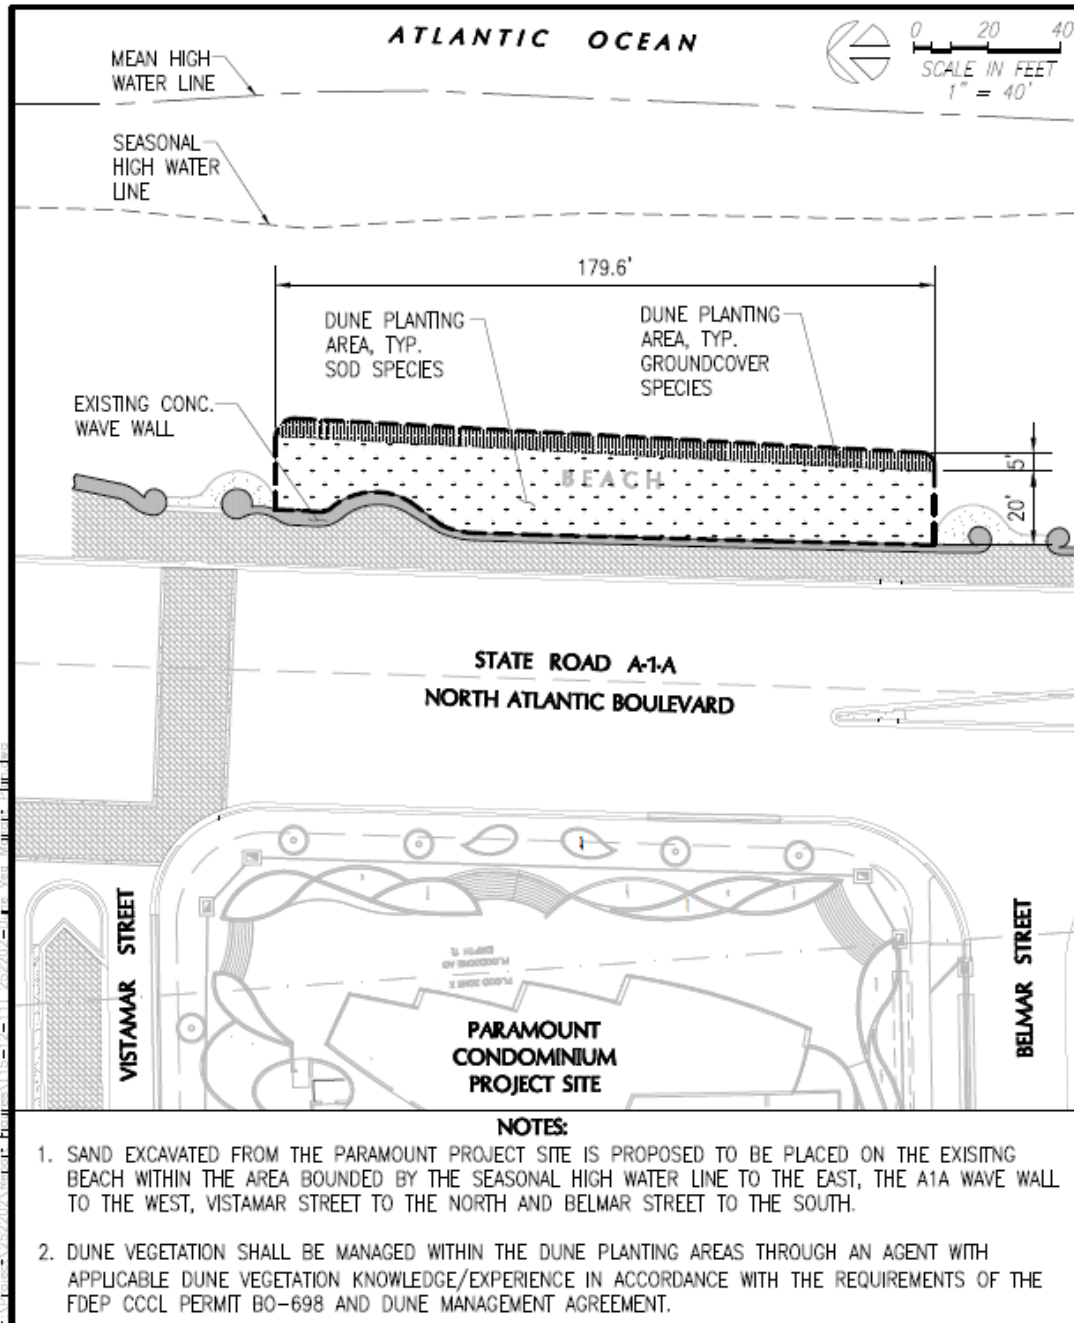 ATLANTIC OCEAN
0 20 40
SCALE IN FEET
1" = 40'
MEAN HIGH
WATER LINE
SEASONAL
HIGH WATER
LINE
179.6'
DUNE PLANTING
AREA, TYP.
SOD SPECIES
DUNE PLANTING
AREA, TYP.
GROUNDCOVER
SPECIES
EXISTING CONC.
WAVE WALL
BEACH
5'
20'
STATE ROAD A-1-A
NORTH ATLANTIC BOULEVARD
VISTAMAR STREET
BELMAR STREET
FLOOD ZONE X
FLOODZONE AO
PARAMOUNT
CONDOMINIUM
PROJECT SITE
NOTES:
1. SAND EXCAVATED FROM THE PARAMOUNT PROJECT SITE IS PROPOSED TO BE PLACED ON THE EXISITNG
BEACH WITHIN THE AREA BOUNDED BY THE SEASONAL HIGH WATER LINE TO THE EAST, THE A1A WAVE WALL
TO THE WEST, VISTAMAR STREET TO THE NORTH AND BELMAR STREET TO THE SOUTH.
2. DUNE VEGETATION SHALL BE MANAGED WITHIN THE DUNE PLANTING AREAS THROUGH AN AGENT WITH
APPLICABLE DUNE VEGETATION KNOWLEDGE/EXPERIENCE IN ACCORDANCE WITH THE REQUIREMENTS OF THE
FDEP CCCL PERMIT BO-698 AND DUNE MANAGEMENT AGREEMENT.